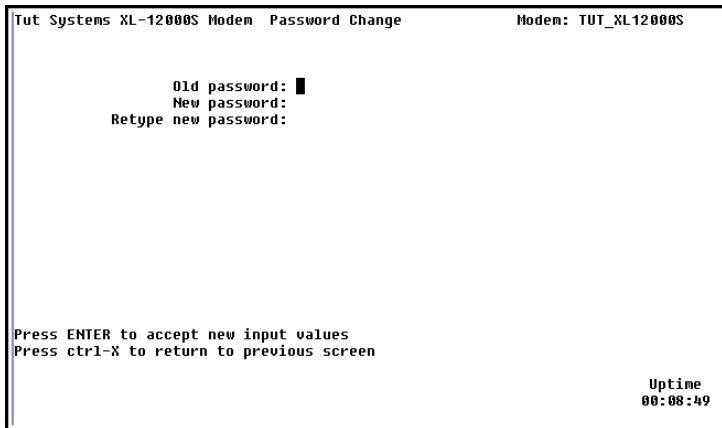 Tut Systems XL-12000S Modem  Password Change                Modem: TUT_XL12000S
Old password:
New password:
Retype new password:
Press ENTER to accept new input values
Press ctrl-X to return to previous screen
Uptime
00:08:49